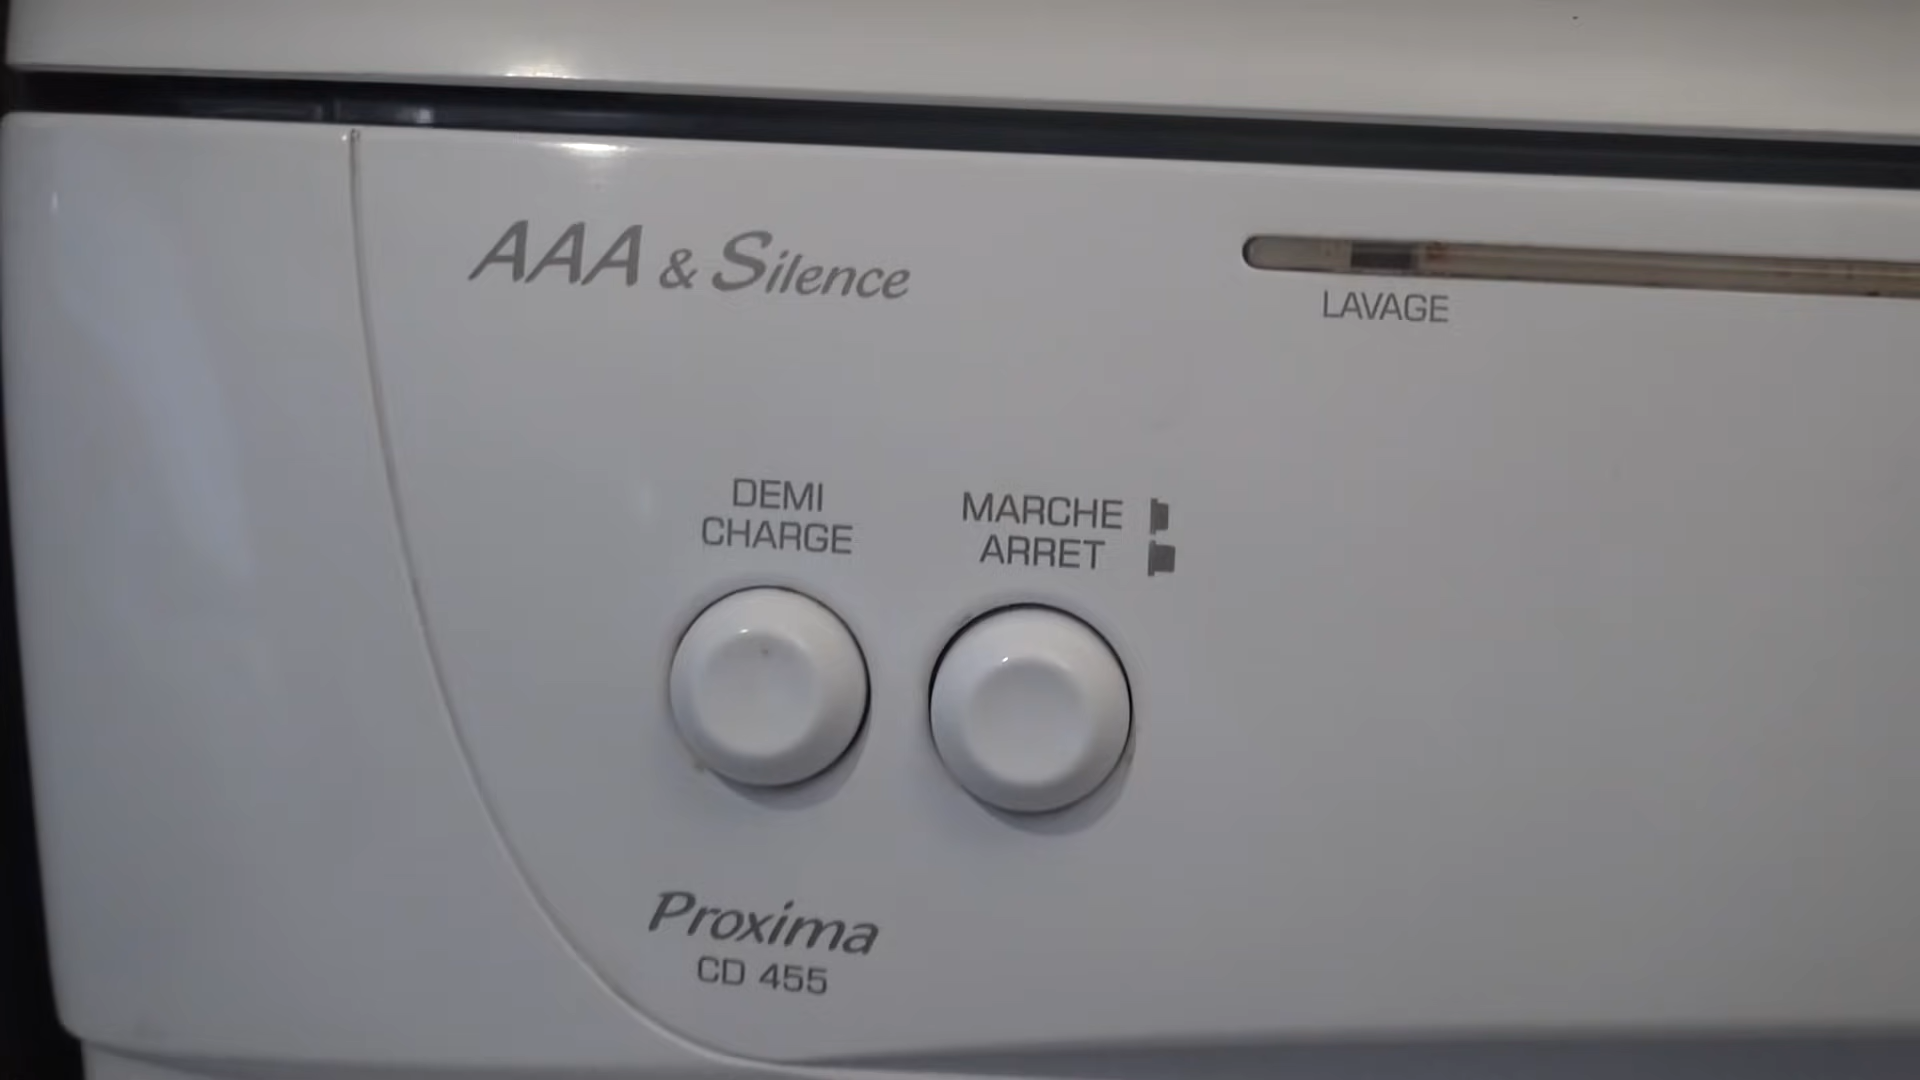 AAA & Silence
LAVAGE
DEMI
CHARGE
MARCHE
ARRET
Proxima
CD 455